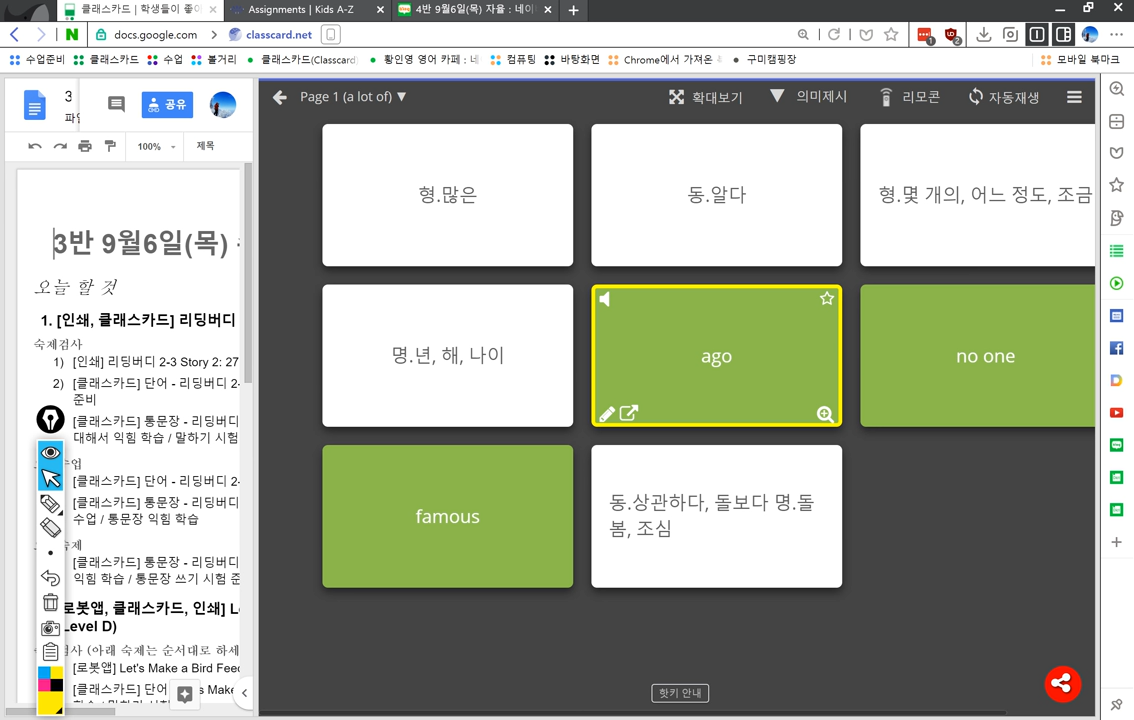 클래스카드 | 학생들이 좋아
Assignments | Kids A-Z
4반 9월6일(목) 자율 : 네이
docs.google.com
classcard.net
수업준비
클래스카드
수업
볼거리
클래스카드(Classcard
황인영 영어 카페 : 네
컴퓨팅
바탕화면
Chrome에서 가져온
구미캠핑장
모바일 북마크
3
파일
공유
100%
제목
3반 9월6일(목)
오늘 할 것
1. [인쇄, 클래스카드] 리딩버디
숙제검사
1) [인쇄] 리딩버디 2-3 Story 2: 27
2) [클래스카드] 단어 - 리딩버디 2-
준비
[클래스카드] 통문장 - 리딩버디
대해서 익힘 학습 / 말하기 시험
수업
[클래스카드] 단어 - 리딩버디 2-
[클래스카드] 통문장 - 리딩버디
수업 / 통문장 익힘 학습
숙제
[클래스카드] 통문장 - 리딩버디
익힘 학습 / 통문장 쓰기 시험 준
로봇앱, 클래스카드, 인쇄] Le
Level D)
검사 (아래 숙제는 순서대로 하세
[로봇앱] Let's Make a Bird Feed
[클래스카드] 단어 s Make
Page 1 (a lot of) ▼
확대보기
의미제시
리모콘
자동재생
형.많은
동.알다
형.몇 개의, 어느 정도, 조금
명.년, 해, 나이
ago
no one
famous
동.상관하다, 돌보다 명.돌
봄, 조심
핫키 안내